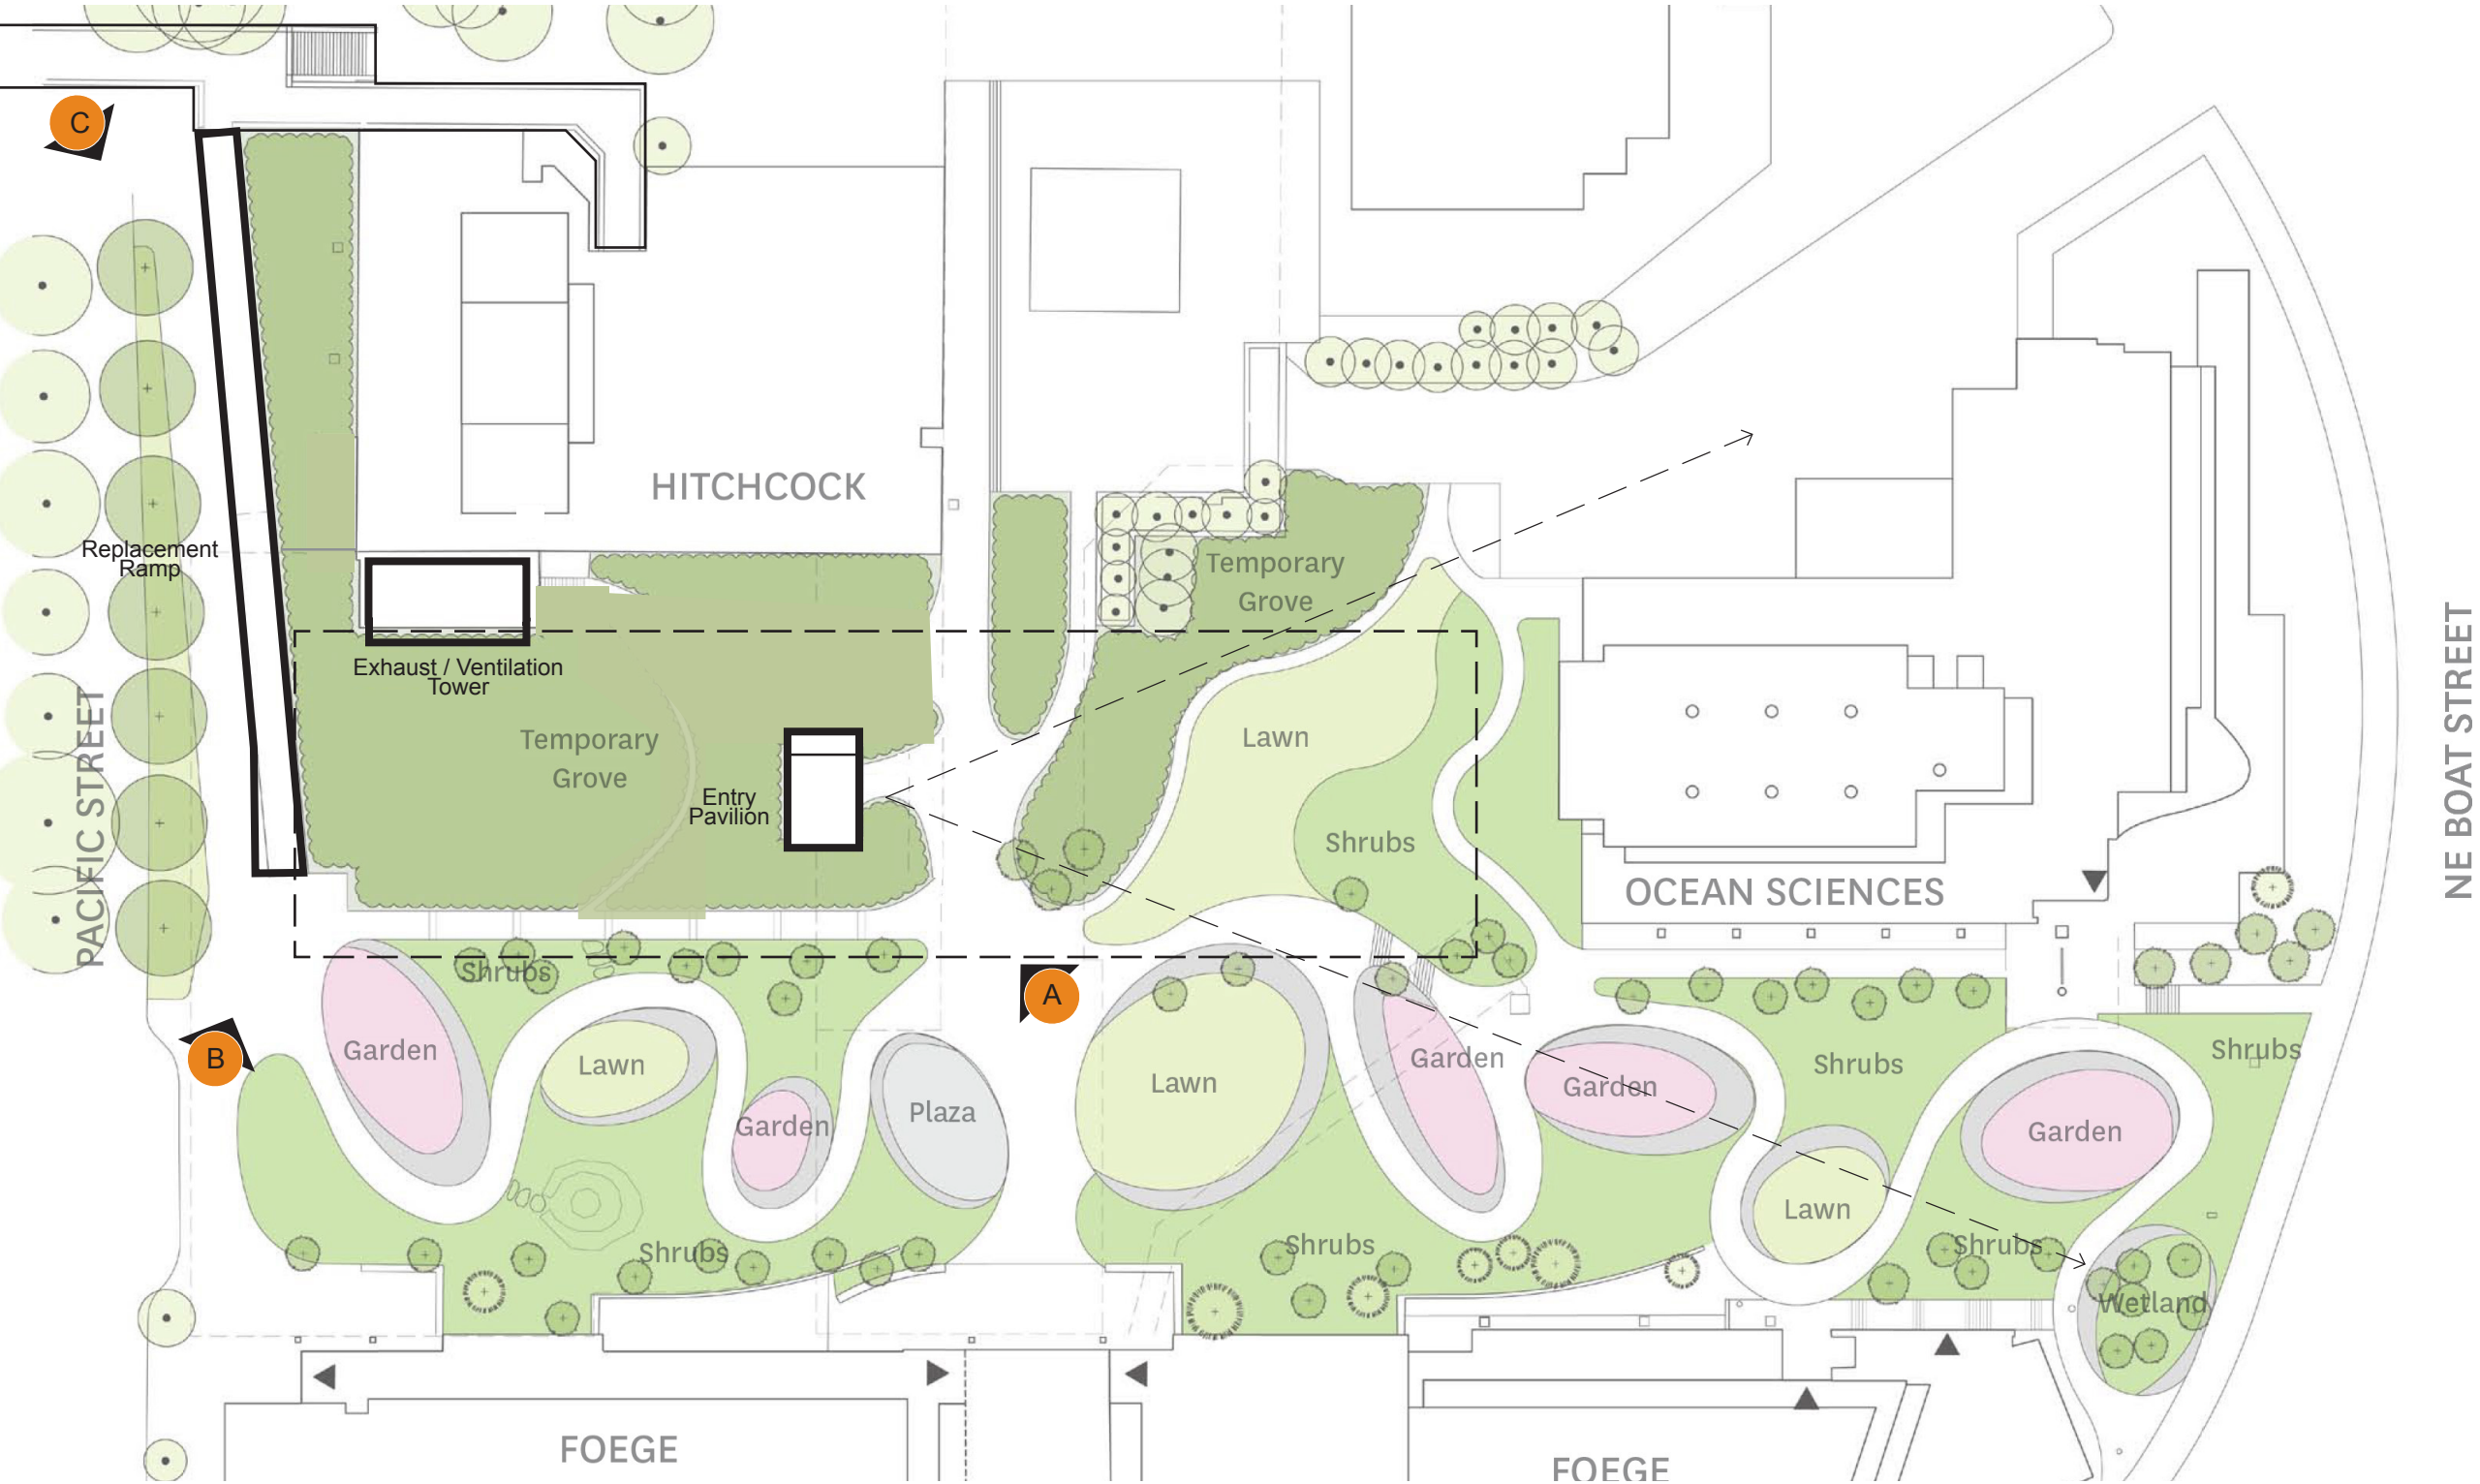 C
HITCHCOCK
Replacement
Ramp
Temporary
Grove
Exhaust / Ventilation
Tower
Temporary
Grove
Lawn
Entry
Pavilion
Shrubs
OCEAN SCIENCES
PACIFIC STREET
NE BOAT STREET
Shrubs
A
B
Garden
Lawn
Garden
Plaza
Lawn
Garden
Garden
Shrubs
Shrubs
Garden
Lawn
Shrubs
Shrubs
Shrubs
Wetland
FOEGE
FOEGE